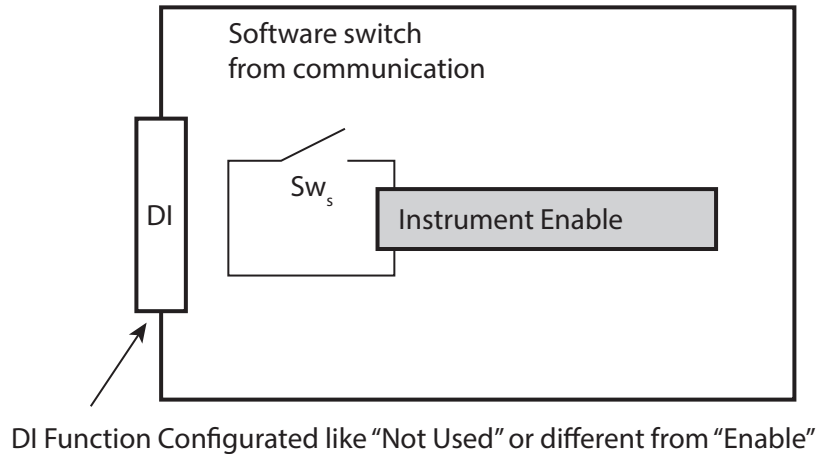 Software switch
from communication
Sws
DI
Instrument Enable
DI Function Configurated like “Not Used” or different from “Enable”